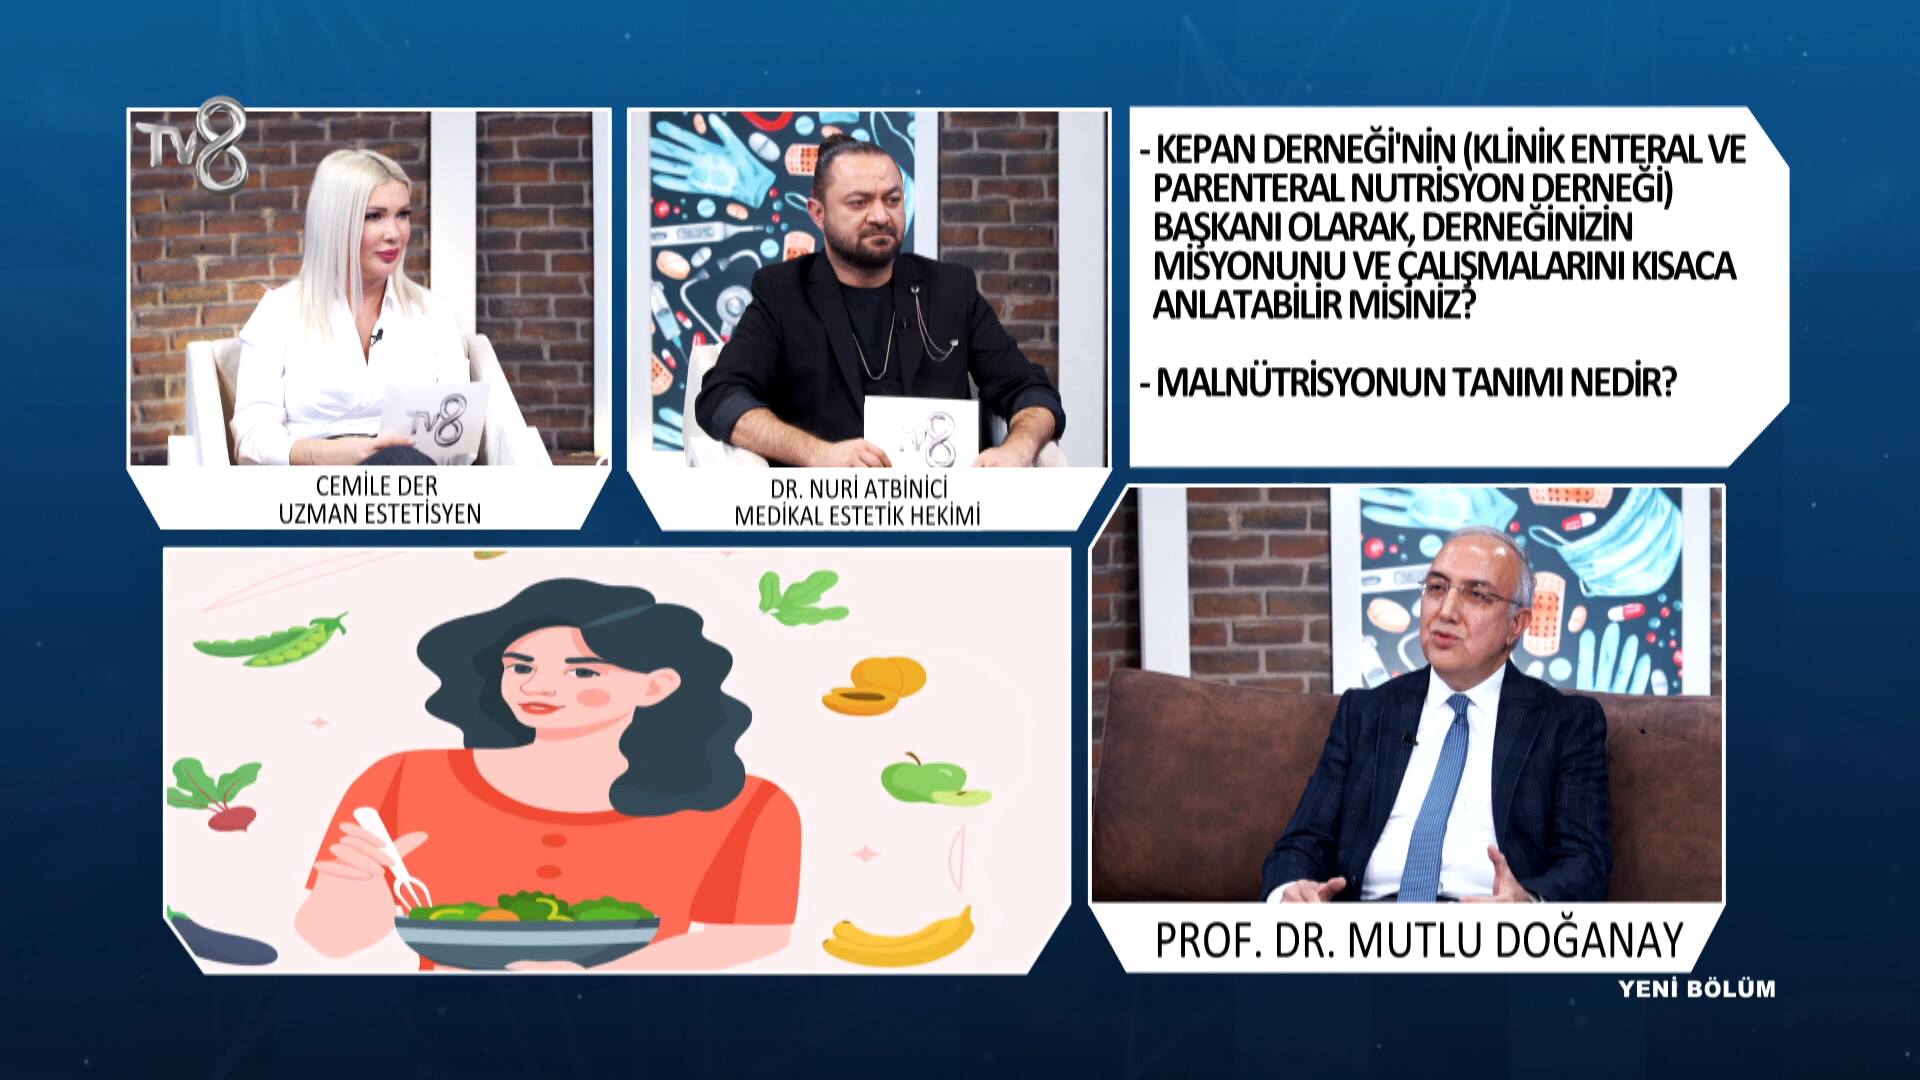 TV8
- KEPAN DERNEĞİ'NİN (KLİNİK ENTERAL VE
PARENTERAL NUTRİSYON DERNEĞİ)
BAŞKANI OLARAK, DERNEĞİNİZİN
MİSYONUNU VE ÇALIŞMALARINI KISACA
ANLATABİLİR MİSİNİZ?
- MALNÜTRİSYONUN TANIMI NEDİR?
TV8
TV8
CEMİLE DER
UZMAN ESTETİSYEN
DR. NURİ ATBİNİCİ
MEDİKAL ESTETİK HEKİMİ
PROF. DR. MUTLU DOĞANAY
YENİ BÖLÜM